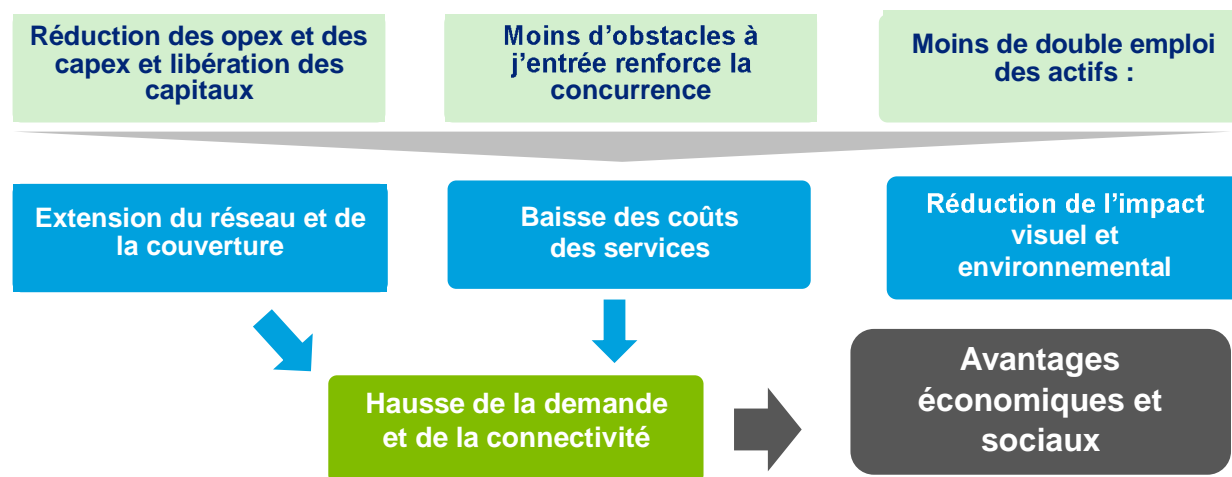 Réduction des opex et des
capex et libération des
capitaux
Moins d’obstacles à
j’entrée renforce la
concurrence
Moins de double emploi
des actifs :
Extension du réseau et de
la couverture
Baisse des coûts
des services
Réduction de l’impact
visuel et
environnemental
Hausse de la demande
et de la connectivité
Avantages
économiques et
sociaux